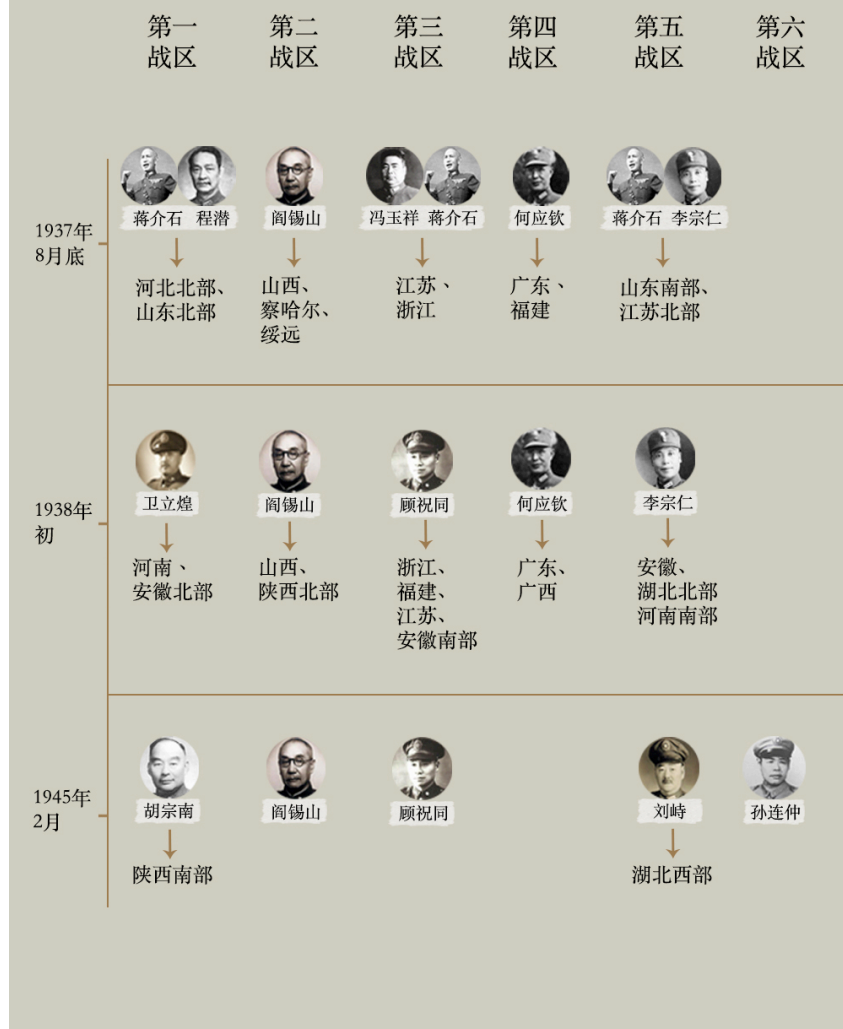 第一
战区
第二
战区
第三
战区
第四
战区
第五
战区
第六
战区
1937年
8月底
蒋介石 程潜
河北北部、
山东北部
阎锡山
山西、
察哈尔、
绥远
冯玉祥 蒋介石
江苏、
浙江
何应钦
广东、
福建
蒋介石 李宗仁
山东南部、
江苏北部
1938年
初
卫立煌
河南、
安徽北部
阎锡山
山西、
陕西北部
顾祝同
浙江、
福建、
江苏、
安徽南部
何应钦
广东、
广西
李宗仁
安徽、
湖北北部
河南南部
1945年
2月
胡宗南
陕西南部
阎锡山
顾祝同
刘峙
湖北西部
孙连仲